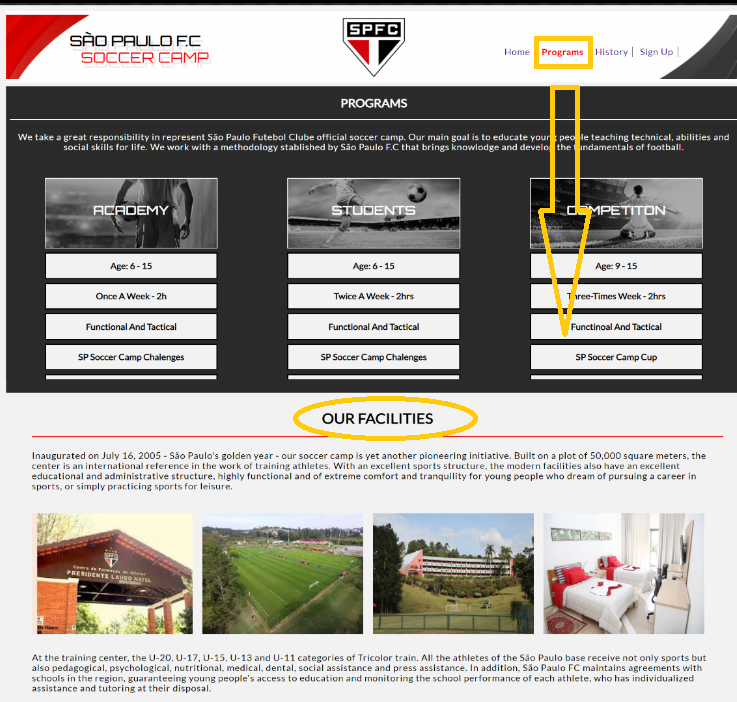 SÃO PAULO F.C
SOCCER CAMP
SPFC
Home Programs History | Sign Up |
PROGRAMS
We take a great responsibility in represent São Paulo Futebol Clube official soccer camp. Our main goal is to educate young people teaching technical, abilities and
social skills for life. We work with a methodology stablished by São Paulo F.C that brings knowlodge and develop the fundamentals of football.
ACADEMY
Age: 6 - 15
Once A Week - 2h
Functional And Tactical
SP Soccer Camp Chalenges
STUDENTS
Age: 6 - 15
Twice A Week - 2hrs
Functional And Tactical
SP Soccer Camp Chalenges
COMPETITON
Age: 9 - 15
Three-Times Week - 2hrs
Functinoal And Tactical
SP Soccer Camp Cup
OUR FACILITIES
Inaugurated on July 16, 2005 - São Paulo's golden year - our soccer camp is yet another pioneering initiative. Built on a plot of 50,000 square meters, the
center is an international reference in the work of training athletes. With an excellent sports structure, the modern facilities also have an excellent
educational and administrative structure, highly functional and of extreme comfort and tranquility for young people who dream of pursuing a career in
sports, or simply practicing sports for leisure.
SPFC
Centro de Formação de Atletas
PRESIDENTE LAUDO NATEL
At the training center, the U-20, U-17, U-15, U-13 and U-11 categories of Tricolor train. All the athletes of the São Paulo base receive not only sports but
also pedagogical, psychological, nutritional, medical, dental, social assistance and press assistance. In addition, São Paulo FC maintains agreements with
schools in the region, guaranteeing young people's access to education and monitoring the school performance of each athlete, who has individualized
assistance and tutoring at their disposal.